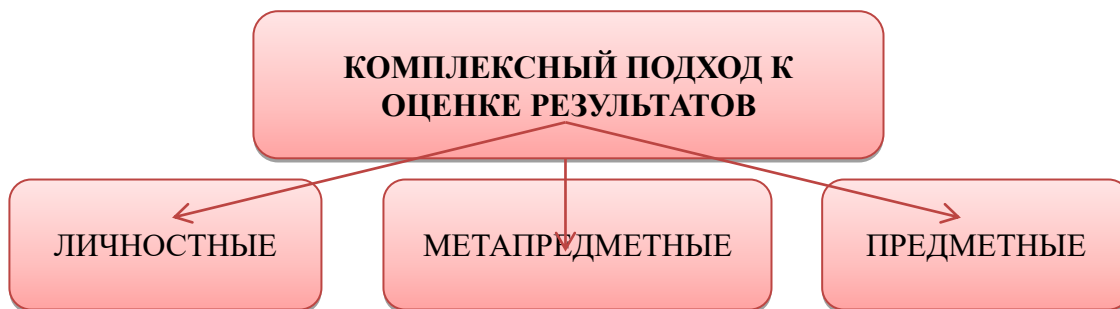 КОМПЛЕКСНЫЙ ПОДХОД К
ОЦЕНКЕ РЕЗУЛЬТАТОВ
ЛИЧНОСТНЫЕ
МЕТАПРЕДМЕТНЫЕ
ПРЕДМЕТНЫЕ